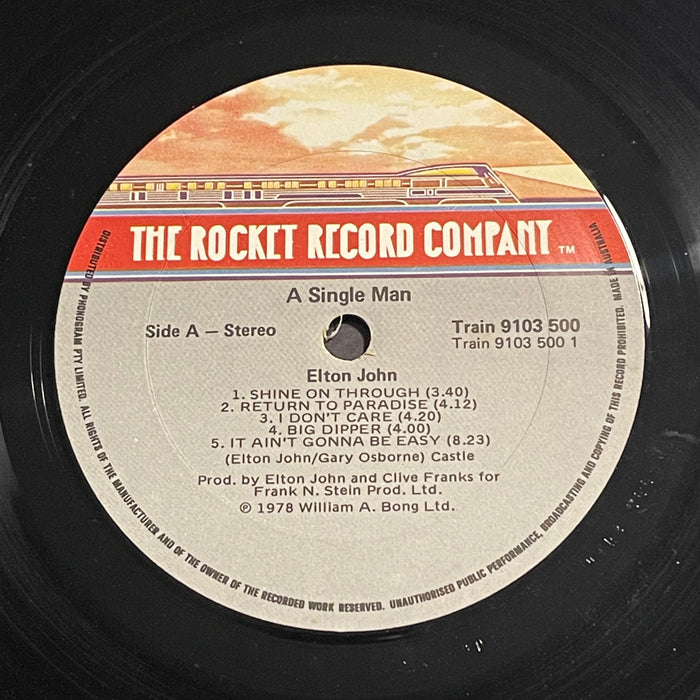 THE ROCKET RECORD COMPANY TM
A Single Man
Side A — Stereo
Train 9103 500
Train 9103 500 1
Elton John
1. SHINE ON THROUGH (3.40)
2. RETURN TO PARADISE (4.12)
3. I DON'T CARE (4.20)
4. BIG DIPPER (4.00)
5. IT AIN'T GONNA BE EASY (8.23)
(Elton John/Gary Osborne) Castle
Prod. by Elton John and Clive Franks for
Frank N. Stein Prod. Ltd.
℗ 1978 William A. Bong Ltd.
DISTRIBUTED BY PHONOGRAM PTY LIMITED. ALL RIGHTS OF THE MANUFACTURER AND OF THE OWNER OF THE RECORDED WORK RESERVED. UNAUTHORISED PUBLIC PERFORMANCE, BROADCASTING AND COPYING OF THIS RECORD PROHIBITED. MADE IN AUSTRALIA